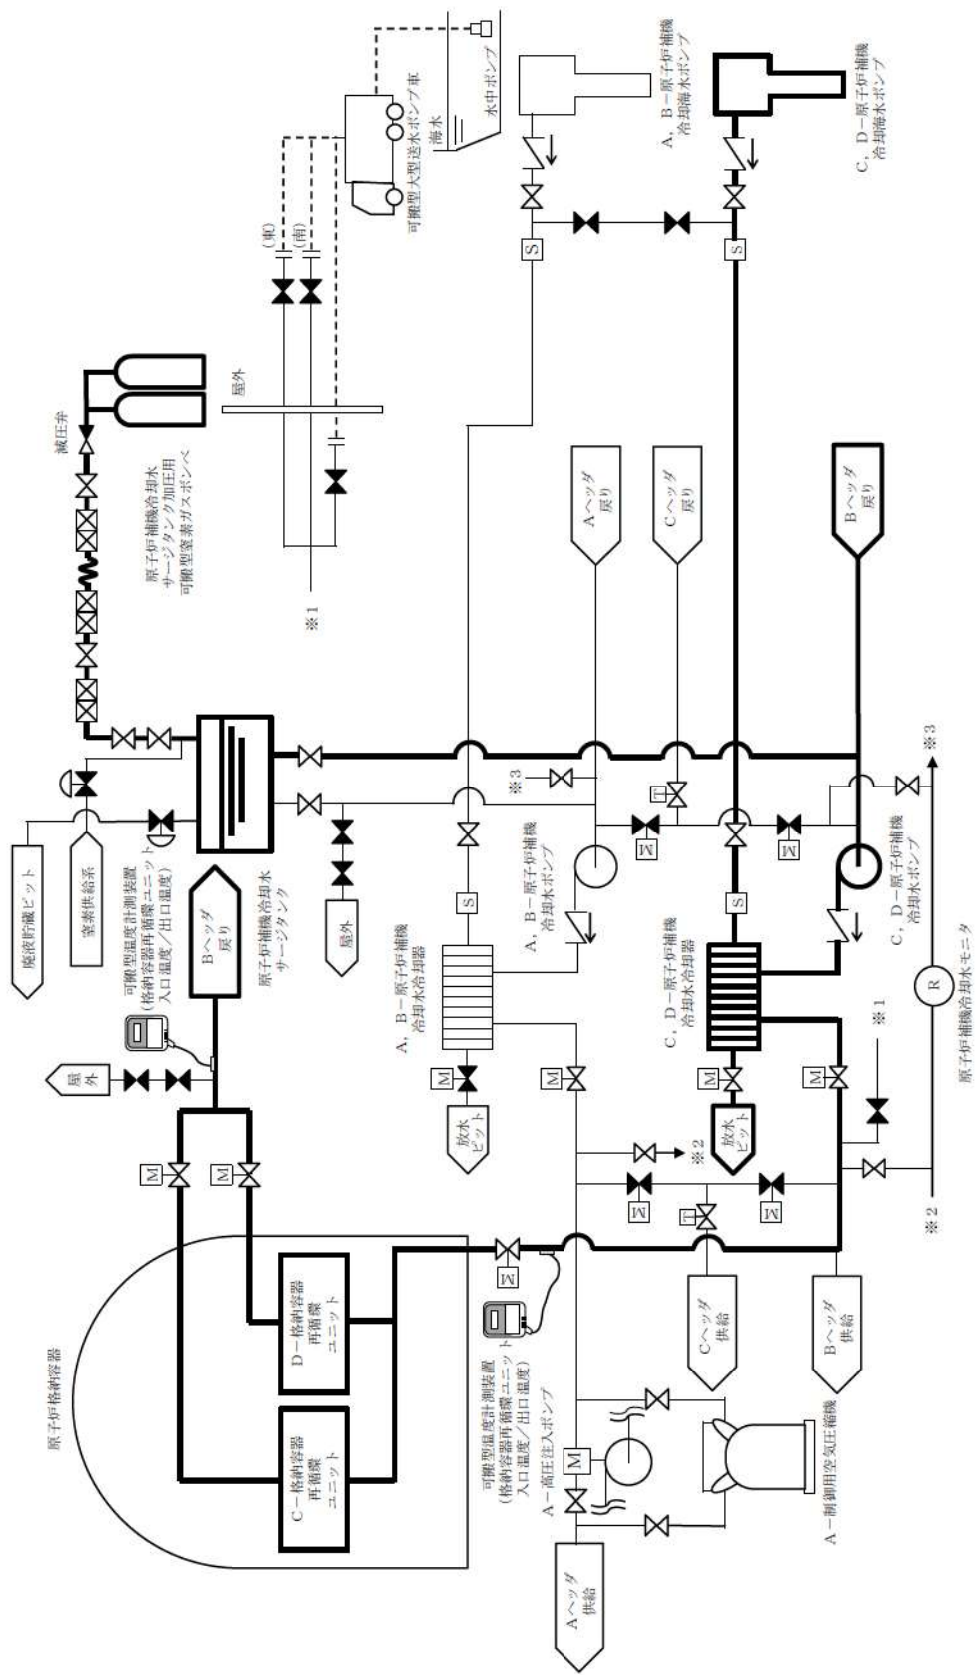 原子炉格納容器
C－格納容器
再循環
ユニット
D－格納容器
再循環
ユニット
M
M
屋外
可搬型温度計測装置
(格納容器再循環ユニット
入口温度／出口温度)
Bヘッダ
戻り
原子炉補機冷却水
サージタンク
廃液貯蔵ピット
窒素供給系
減圧弁
原子炉補機冷却水
サージタンク加圧用
可搬型窒素ガスボンベ
屋外
※1
(東)
(南)
可搬型大型送水ポンプ車
海水
水中ポンプ
A，B－原子炉補機
冷却海水ポンプ
C，D－原子炉補機
冷却海水ポンプ
S
S
Aヘッダ
戻り
Cヘッダ
戻り
Bヘッダ
戻り
屋外
※3
T
M
M
S
S
A，B－原子炉補機
冷却水冷却器
A，B－原子炉補機
冷却水ポンプ
C，D－原子炉補機
冷却水冷却器
C，D－原子炉補機
冷却水ポンプ
M
放水
ピット
M
M
放水
ピット
M
※2
M
T
M
※1
※2
R
※3
原子炉補機冷却水モニタ
M
可搬型温度計測装置
(格納容器再循環ユニット
入口温度／出口温度)
Cヘッダ
供給
Bヘッダ
供給
A－高圧注入ポンプ
M
Aヘッダ
供給
A－制御用空気圧縮機